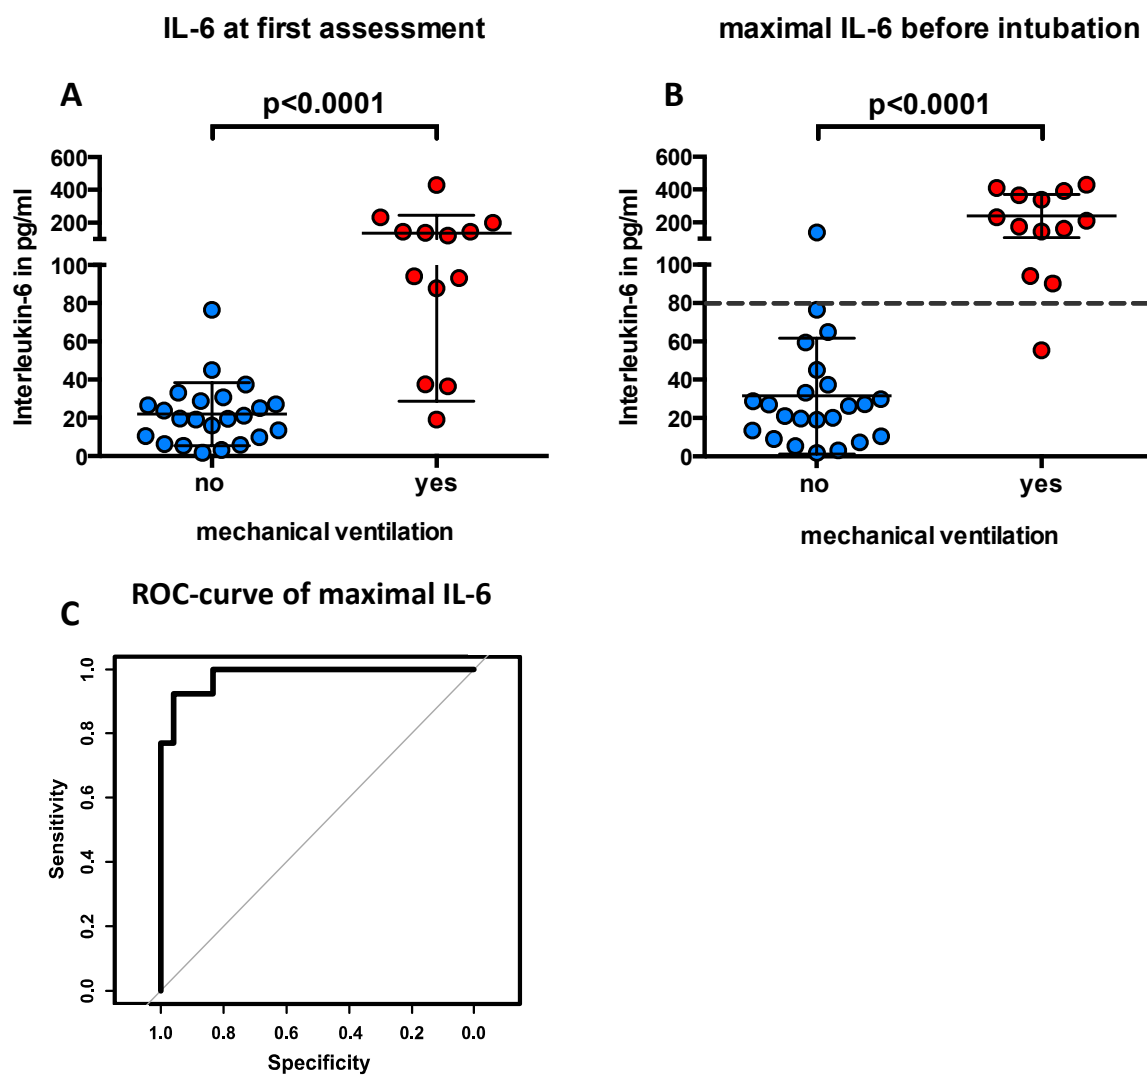 IL-6 at first assessment
maximal IL-6 before intubation
A
p<0.0001
Interleukin-6 in pg/ml
600
400
200
100
80
60
40
20
0
no
yes
mechanical ventilation
B
p<0.0001
Interleukin-6 in pg/ml
600
400
200
100
80
60
40
20
0
no
yes
mechanical ventilation
C
ROC-curve of maximal IL-6
Sensitivity
1.0
0.8
0.6
0.4
0.2
0.0
1.0 0.8 0.6 0.4 0.2 0.0
Specificity